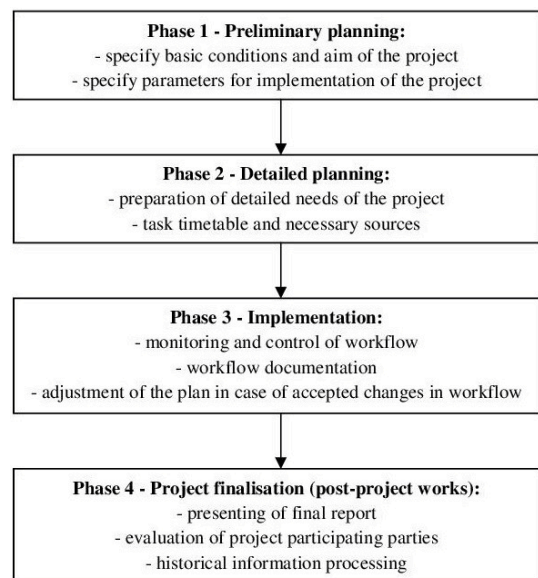 Phase 1 - Preliminary planning:
- specify basic conditions and aim of the project
- specify parameters for implementation of the project
Phase 2 - Detailed planning:
- preparation of detailed needs of the project
- task timetable and necessary sources
Phase 3 - Implementation:
- monitoring and control of workflow
- workflow documentation
- adjustment of the plan in case of accepted changes in workflow
Phase 4 - Project finalisation (post-project works):
- presenting of final report
- evaluation of project participating parties
- historical information processing